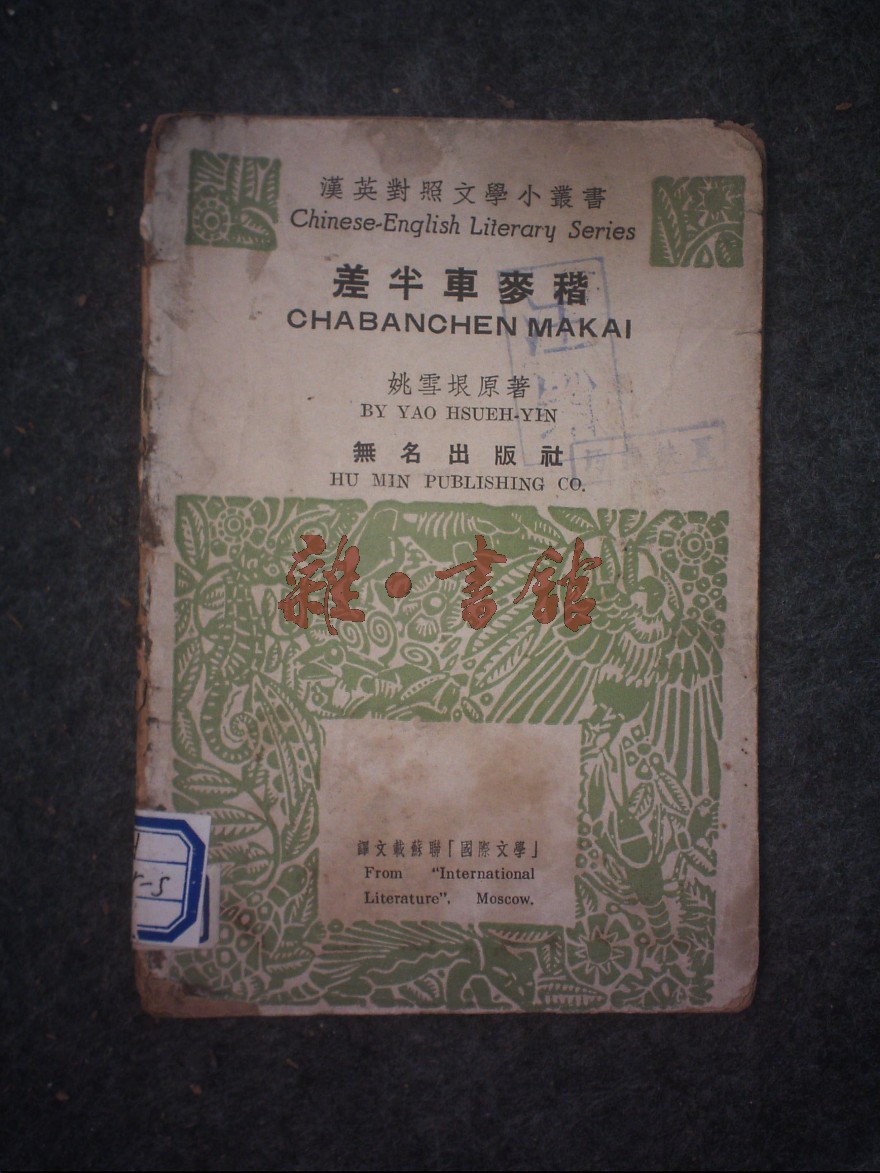 漢英對照文學小叢書
Chinese-English Literary Series
差半車麥稭
CHABANCHEN MAKAI
姚雪垠原著
BY YAO HSUEH-YIN
無名出版社
HU MIN PUBLISHING CO.
雜·書館
譯文載蘇聯「國際文學」
From "International
Literature". Moscow.